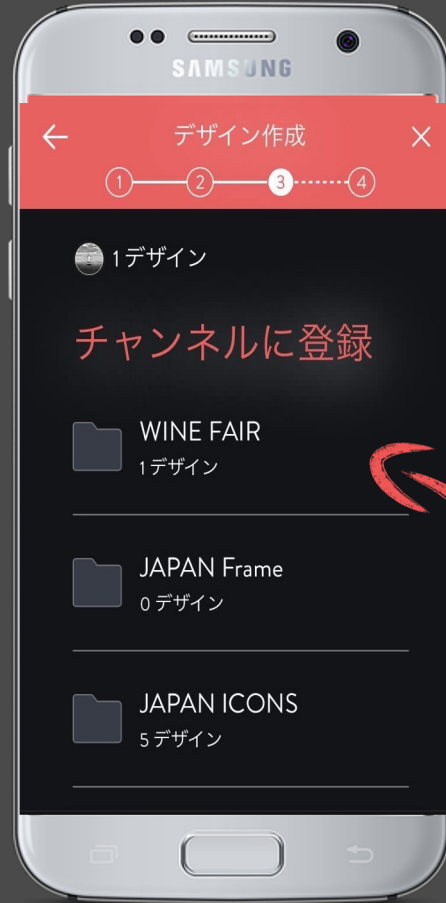 SAMSUNG
デザイン作成
1 2 3 4
1デザイン
チャンネルに登録
WINE FAIR
1デザイン
JAPAN Frame
0デザイン
JAPAN ICONS
5デザイン